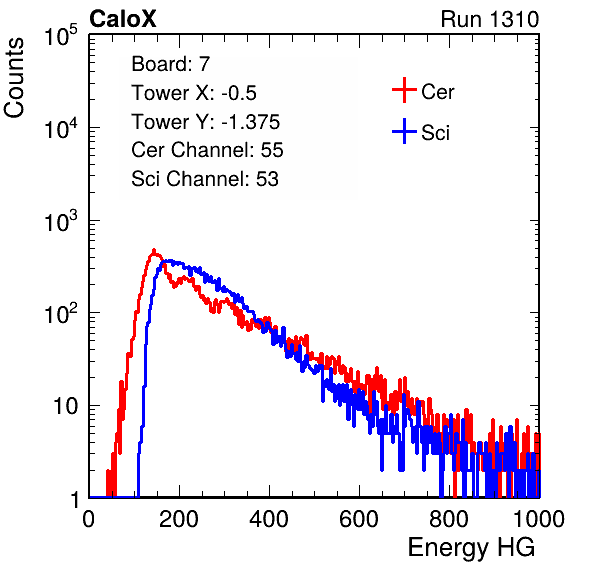 CaloX Run 1310
Counts
10^5
10^4
10^3
10^2
10
1
Board: 7
Tower X: -0.5
Tower Y: -1.375
Cer Channel: 55
Sci Channel: 53
Cer
Sci
0 200 400 600 800 1000
Energy HG